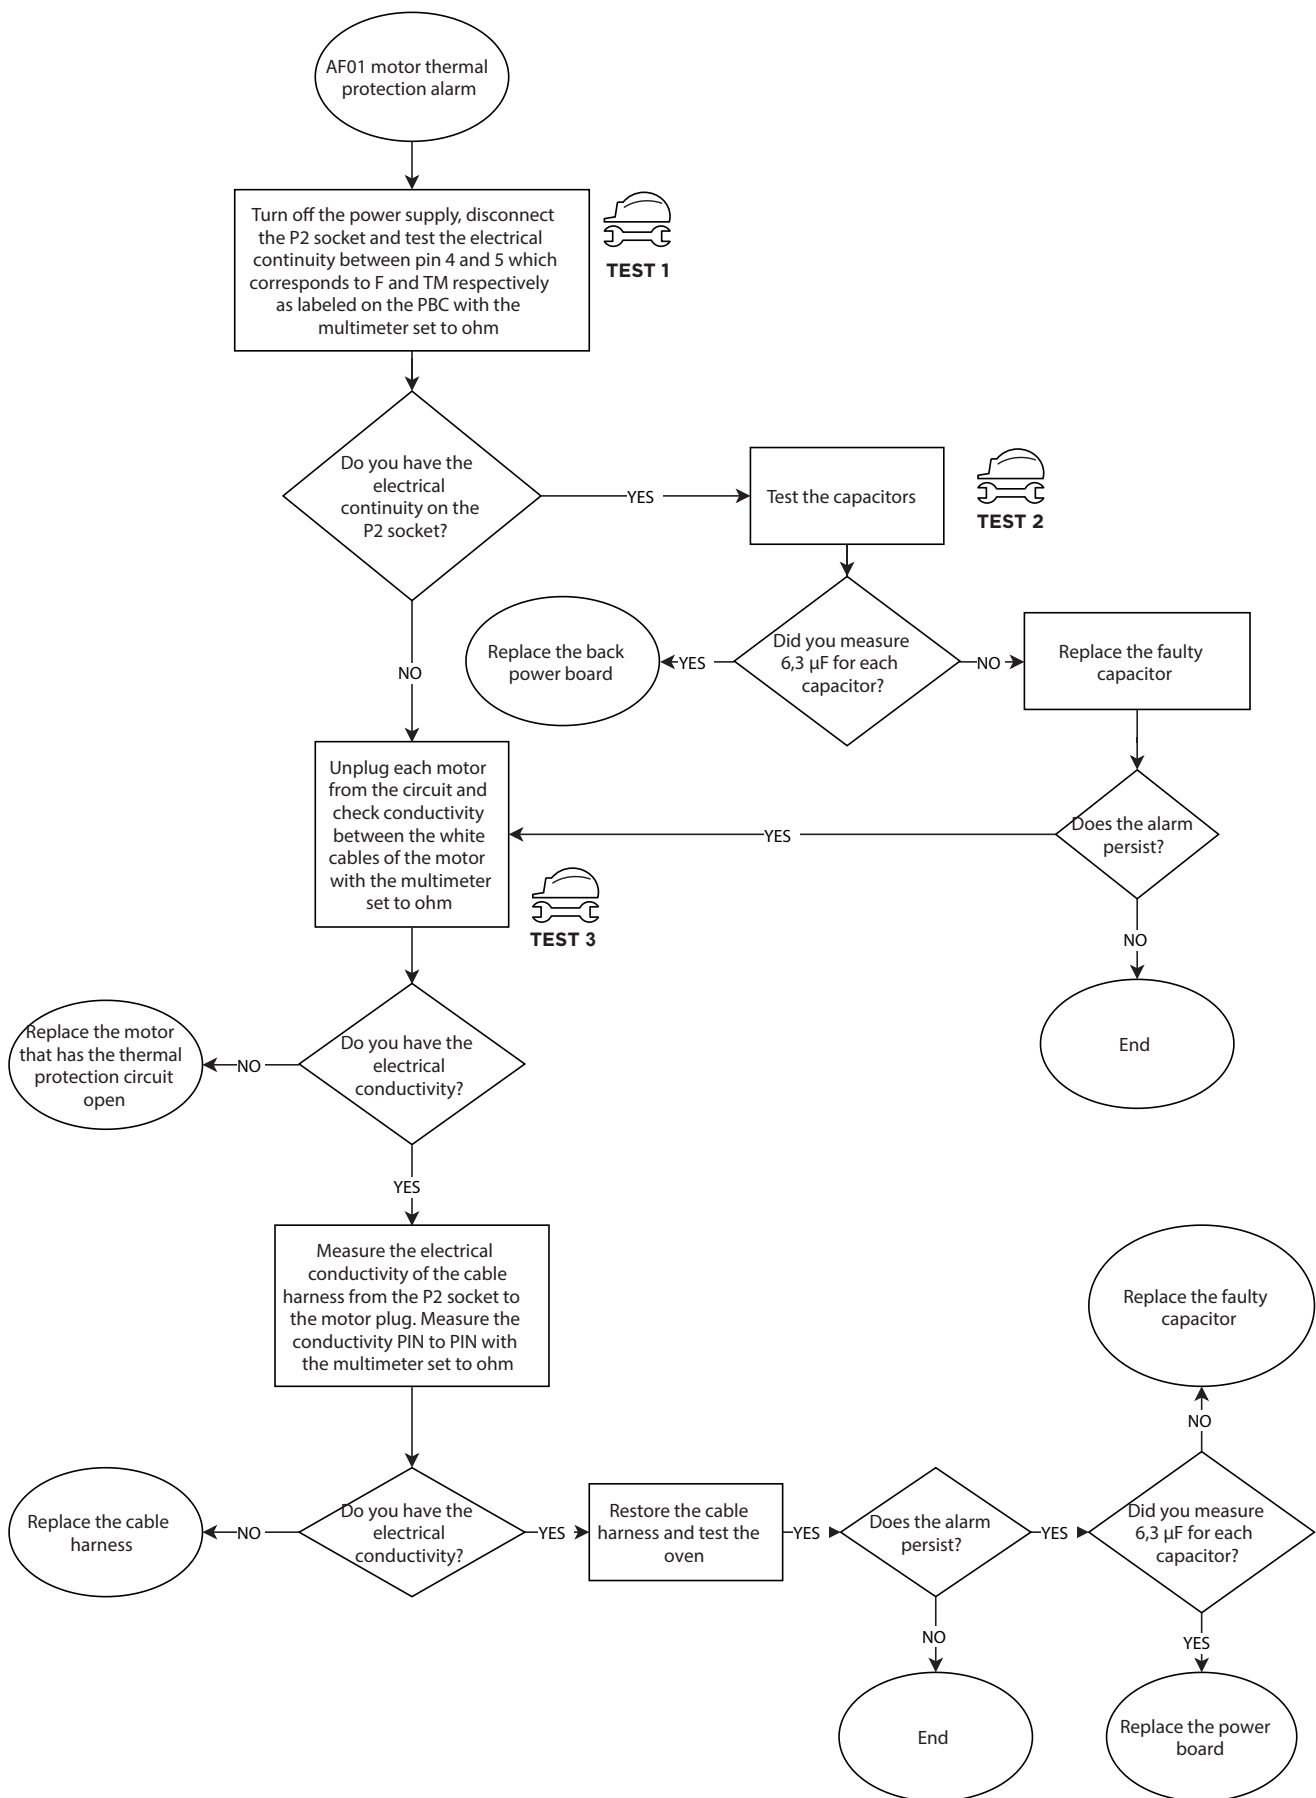 AF01 motor thermal
protection alarm
Turn off the power supply, disconnect
the P2 socket and test the electrical
continuity between pin 4 and 5 which
corresponds to F and TM respectively
as labeled on the PBC with the
multimeter set to ohm
TEST 1
Do you have the
electrical
continuity on the
P2 socket?
YES
Test the capacitors
TEST 2
NO
Replace the back
power board
YES
Did you measure
6,3 µF for each
capacitor?
NO
Replace the faulty
capacitor
Unplug each motor
from the circuit and
check conductivity
between the white
cables of the motor
with the multimeter
set to ohm
TEST 3
YES
Does the alarm
persist?
NO
End
Replace the motor
that has the thermal
protection circuit
open
NO
Do you have the
electrical
conductivity?
YES
Measure the electrical
conductivity of the cable
harness from the P2 socket to
the motor plug. Measure the
conductivity PIN to PIN with
the multimeter set to ohm
Replace the faulty
capacitor
NO
Replace the cable
harness
NO
Do you have the
electrical
conductivity?
YES
Restore the cable
harness and test the
oven
YES
Does the alarm
persist?
YES
Did you measure
6,3 µF for each
capacitor?
NO
YES
End
Replace the power
board